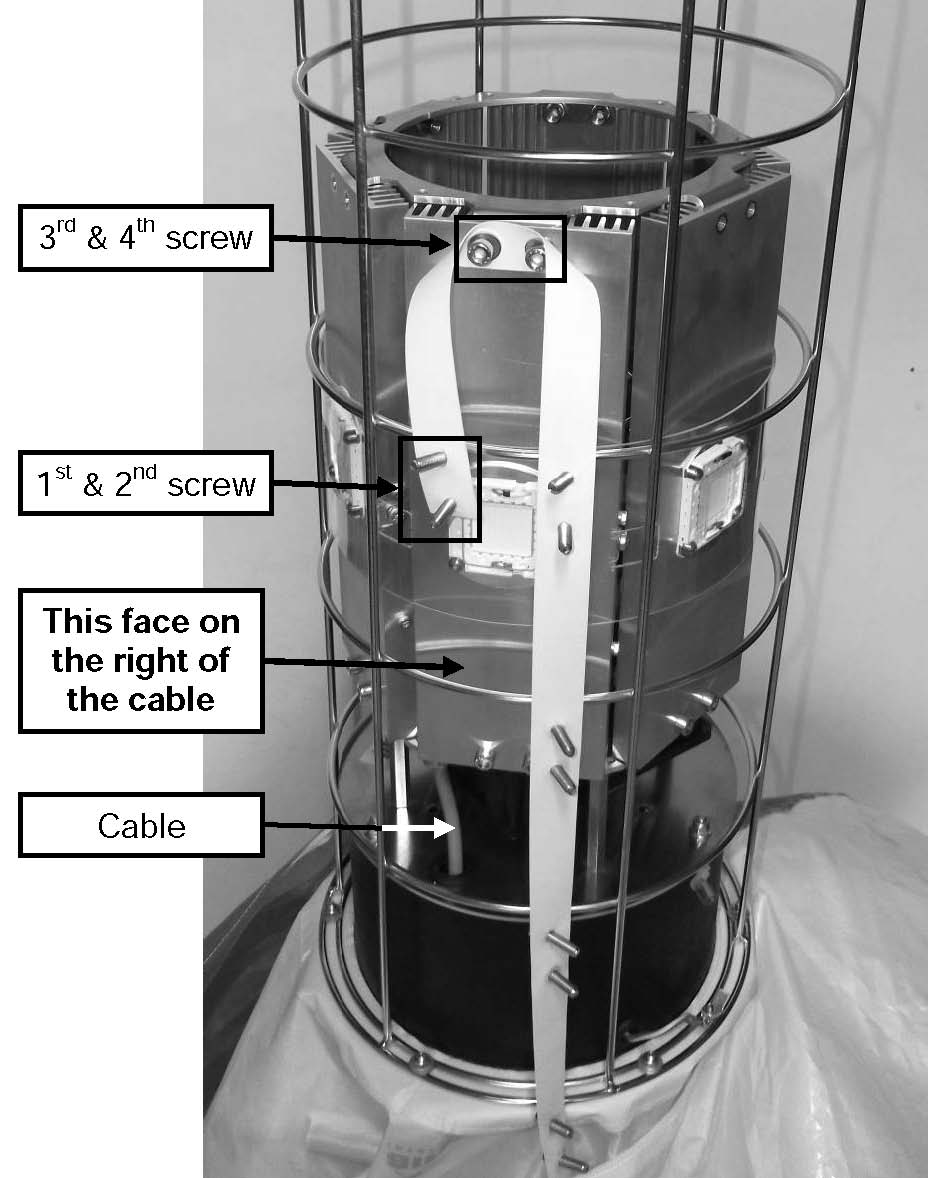 3rd & 4th screw
1st & 2nd screw
This face on
the right of
the cable
Cable